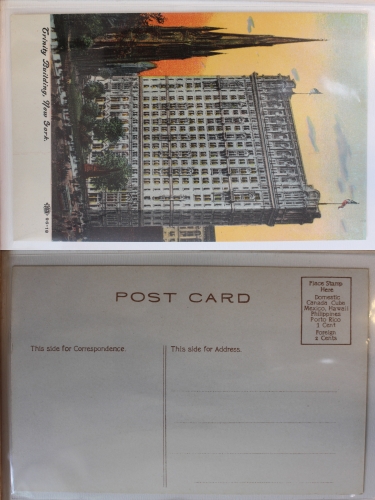 Trinity Building, New York.
POST CARD
Place Stamp
Here
Domestic
Canada, Cuba
Mexico, Hawaii
Philippines
Porto Rico
1 Cent
Foreign
2 Cents
This side for Correspondence.
This side for Address.